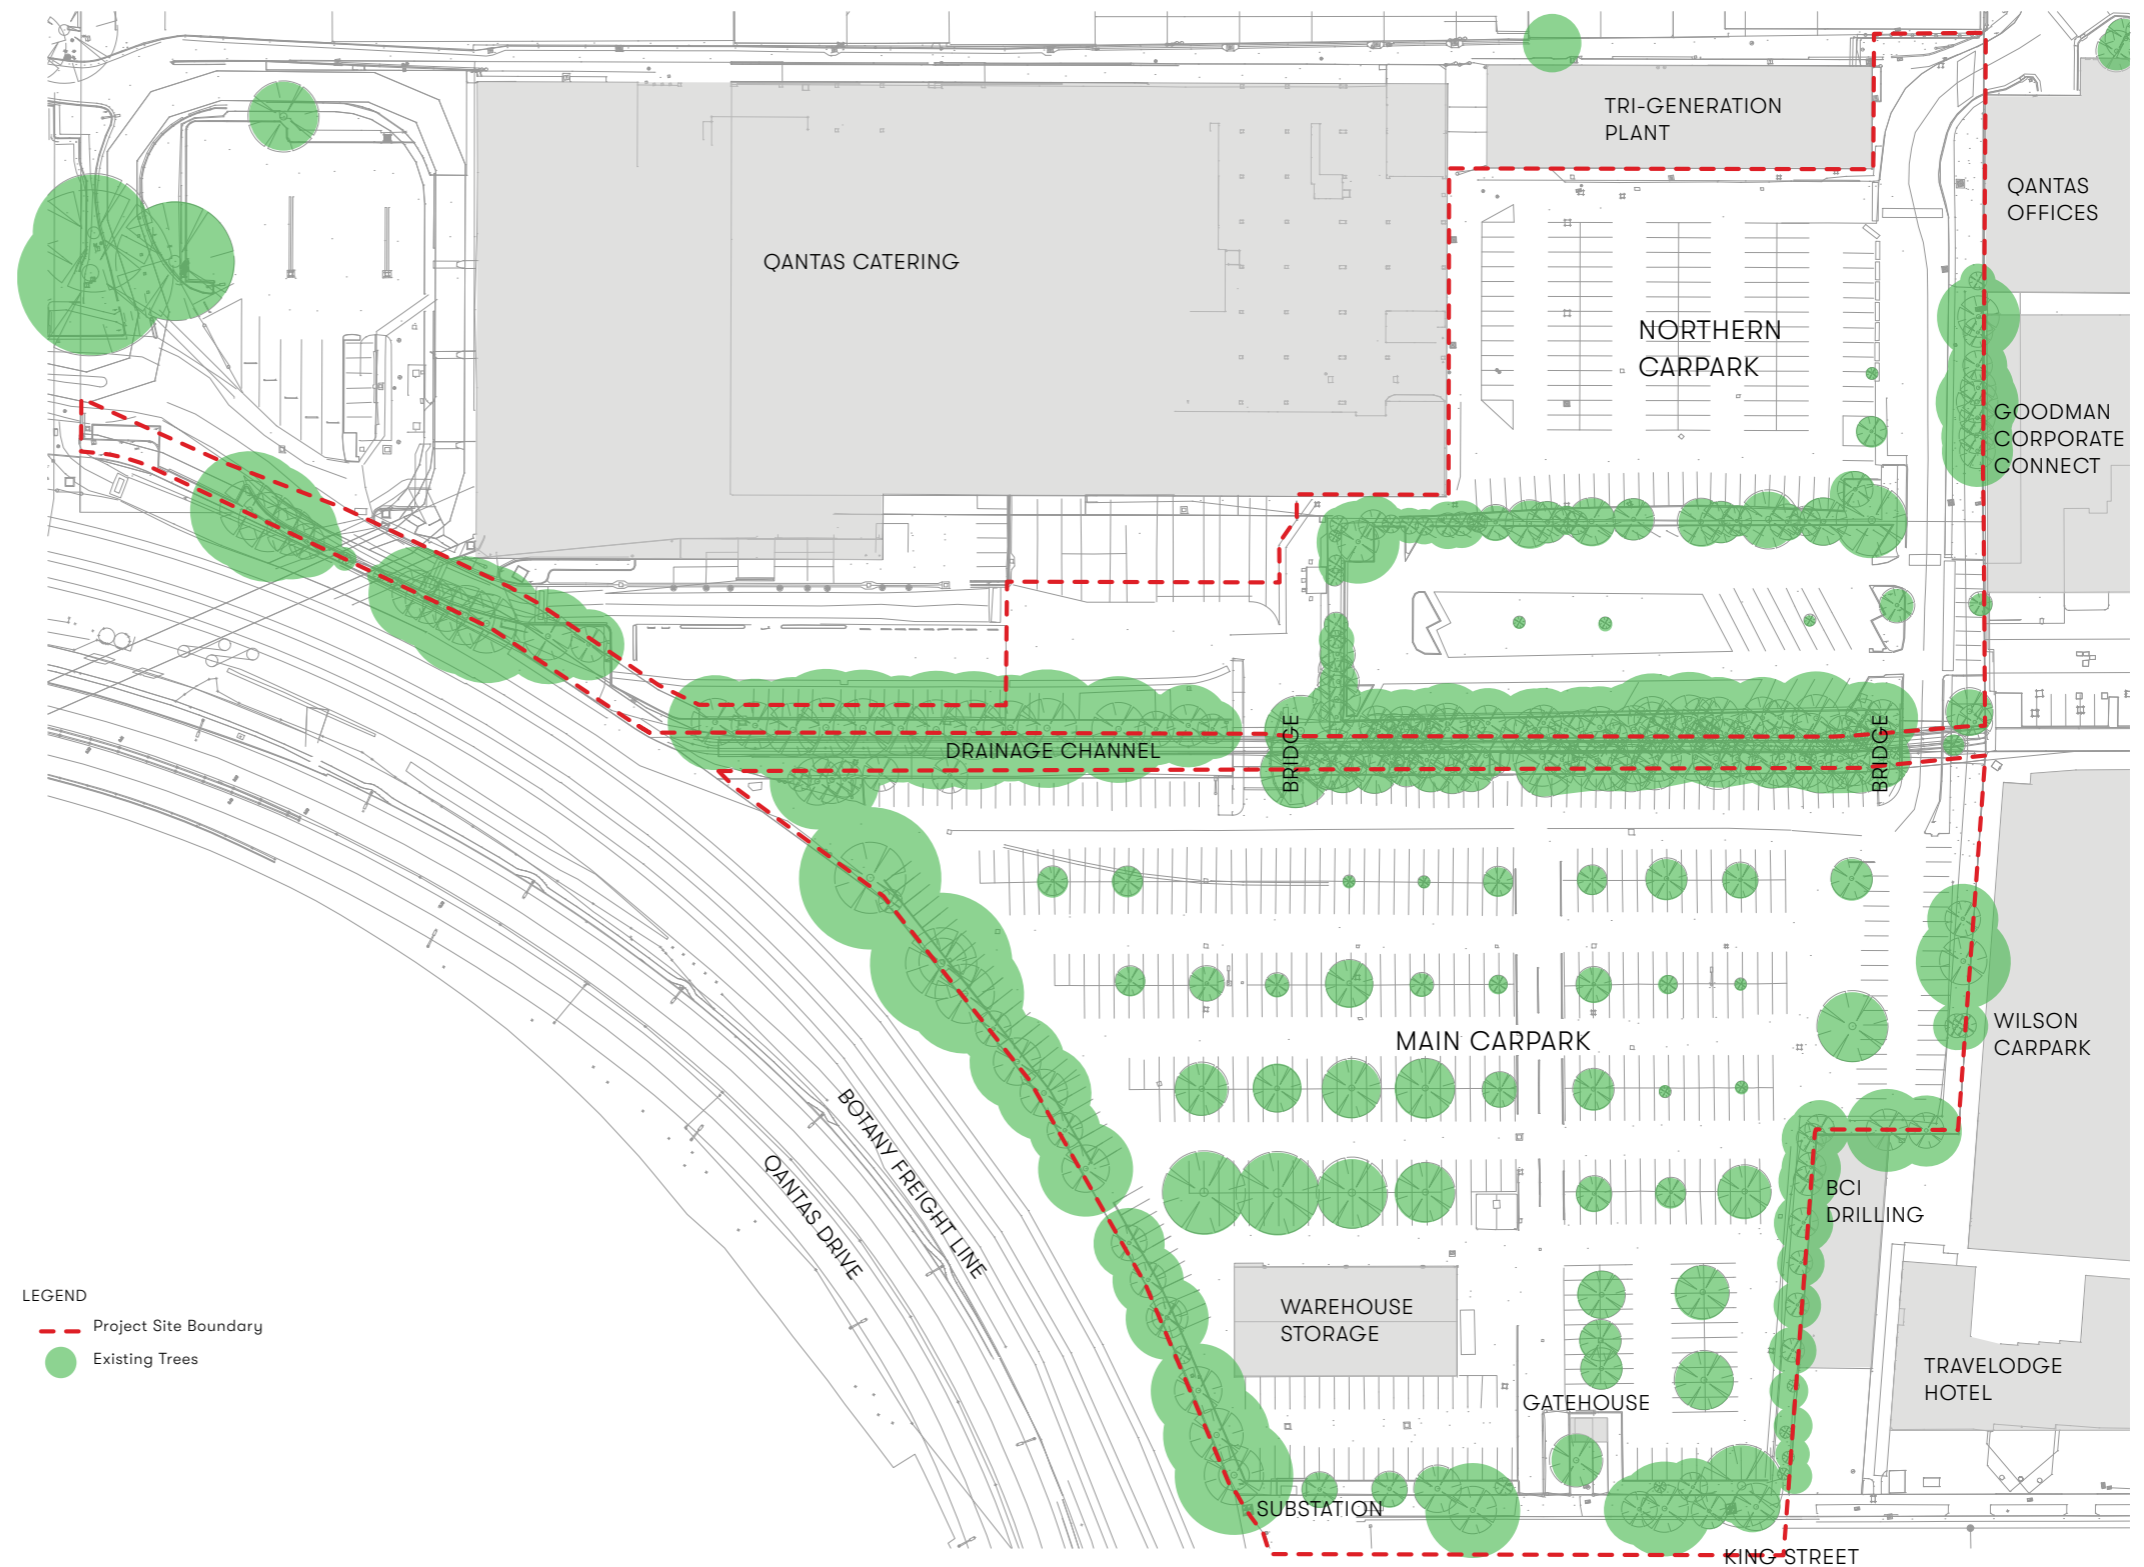 TRI-GENERATION
PLANT
QANTAS
OFFICES
QANTAS CATERING
NORTHERN
CARPARK
GOODMAN
CORPORATE
CONNECT
BRIDGE
BRIDGE
DRAINAGE CHANNEL
MAIN CARPARK
WILSON
CARPARK
BOTANY FREIGHT LINE
QANTAS DRIVE
BCI
DRILLING
WAREHOUSE
STORAGE
TRAVELODGE
HOTEL
GATEHOUSE
SUBSTATION
KING STREET
LEGEND
Project Site Boundary
Existing Trees